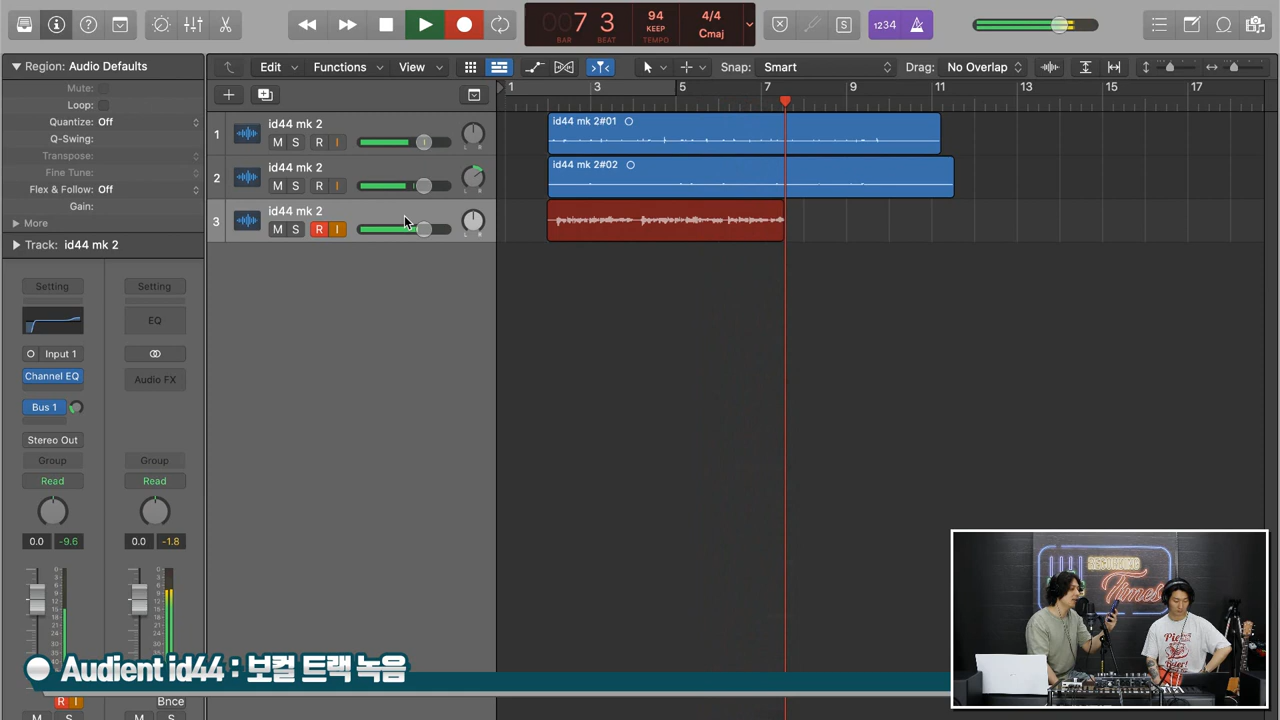 007 3
BAR BEAT
94
KEEP
TEMPO
4/4
Cmaj
S
1234
Region: Audio Defaults
Mute:
Loop:
Quantize: Off
Q-Swing:
Transpose:
Fine Tune:
Flex & Follow: Off
Gain:
More
Track: id44 mk 2
Edit
Functions
View
Snap: Smart
Drag: No Overlap
1 3 5 7 9 11 13 15 17
1
id44 mk 2
M S R I
L R
id44 mk 2#01
2
id44 mk 2
M S R I
L R
id44 mk 2#02
3
id44 mk 2
M S R I
L R
Setting Setting
EQ
Input 1
Channel EQ
Audio FX
Bus 1
Stereo Out
Group Group
Read Read
0.0 -9.6 0.0 -1.8
R I Bnce
M S M S
Audient id44 : 보컬 트랙 녹음
Times